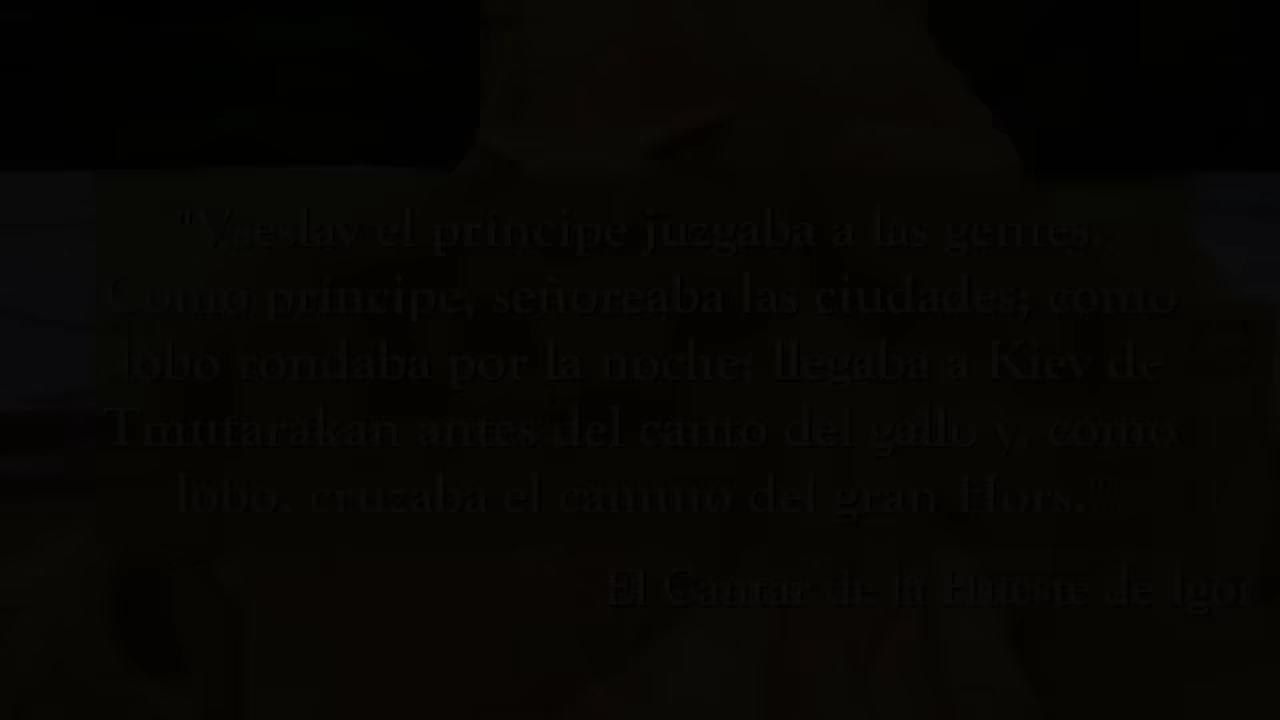 "Vseslav el príncipe juzgaba a las gentes.
Como príncipe, señoreaba las ciudades; como
lobo rondaba por la noche: llegaba a Kiev de
Tmutarakan antes del canto del gallo y, como
lobo, cruzaba el camino del gran Hors."
El Cantar de la Hueste de Igor